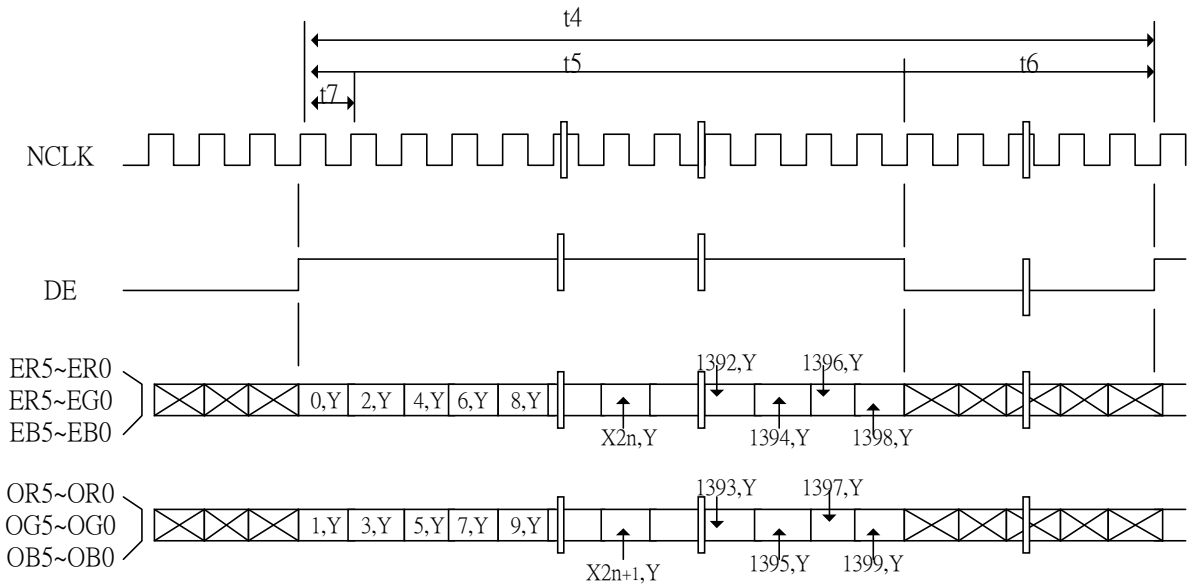 t4
t5
t6
t7
NCLK
DE
ER5~ER0
ER5~EG0
EB5~EB0
0,Y 2,Y 4,Y 6,Y 8,Y
X2n,Y
1392,Y
1394,Y
1396,Y
1398,Y
OR5~OR0
OG5~OG0
OB5~OB0
1,Y 3,Y 5,Y 7,Y 9,Y
X2n+1,Y
1393,Y
1395,Y
1397,Y
1399,Y